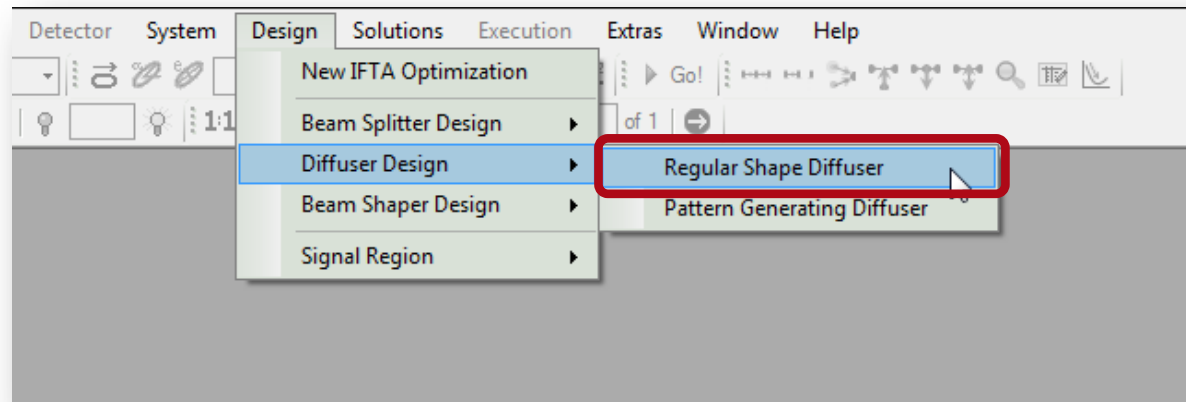 Detector System Design Solutions Execution Extras Window Help
New IFTA Optimization
Go!
1:1
Beam Splitter Design
of 1
Diffuser Design
Regular Shape Diffuser
Beam Shaper Design
Pattern Generating Diffuser
Signal Region